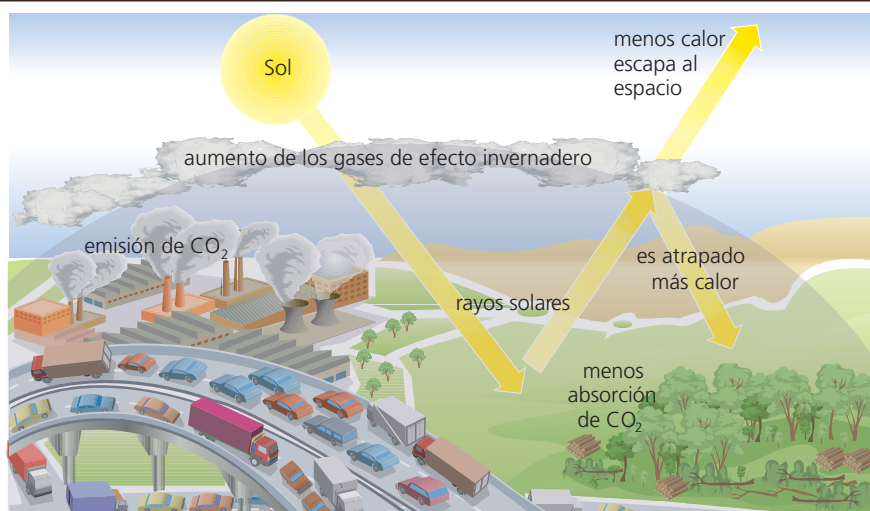 Sol
menos calor
escapa al
espacio
aumento de los gases de efecto invernadero
emisión de CO₂
es atrapado
más calor
rayos solares
menos
absorción
de CO₂